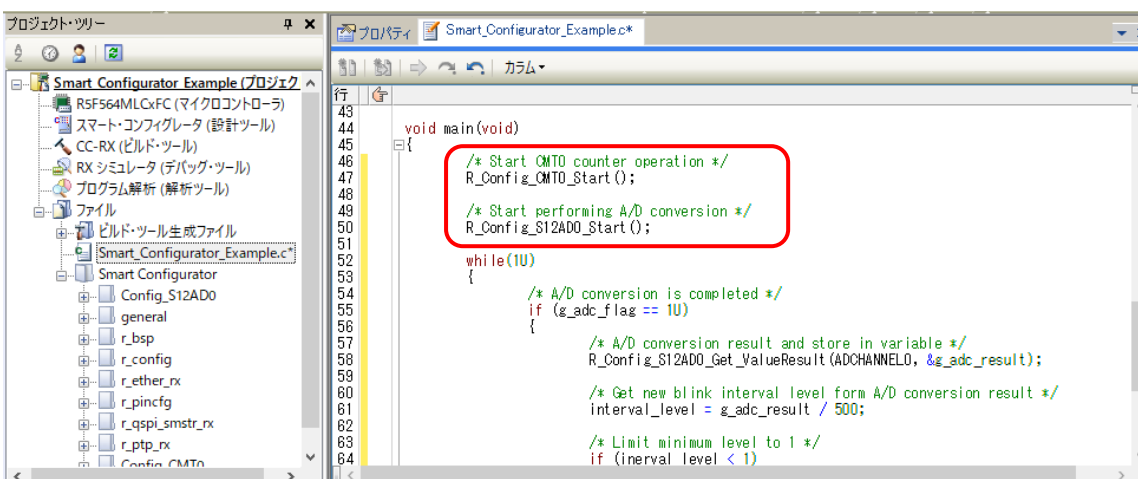 プロジェクト・ツリー
Smart_Configurator_Example (プロジェク
R5F564MLCxFC (マイクロコントローラ)
スマート・コンフィグレータ (設計ツール)
CC-RX (ビルド・ツール)
RX シミュレータ (デバッグ・ツール)
プログラム解析 (解析ツール)
ファイル
ビルド・ツール生成ファイル
Smart_Configurator_Example.c*
Smart Configurator
Config_S12AD0
general
r_bsp
r_config
r_ether_rx
r_pincfg
r_qspi_smstr_rx
r_ptp_rx
Config_CMT0
プロパティ Smart_Configurator_Example.c*
カラム
行
43
44 void main(void)
45 {
46 /* Start CMT0 counter operation */
47 R_Config_CMT0_Start();
48
49 /* Start performing A/D conversion */
50 R_Config_S12AD0_Start();
51
52 while(1U)
53 {
54 /* A/D conversion is completed */
55 if (g_adc_flag == 1U)
56 {
57 /* A/D conversion result and store in variable */
58 R_Config_S12AD0_Get_ValueResult(ADCHANNEL0, &g_adc_result);
59
60 /* Get new blink interval level form A/D conversion result */
61 interval_level = g_adc_result / 500;
62
63 /* Limit minimum level to 1 */
64 if (inerval_level < 1)